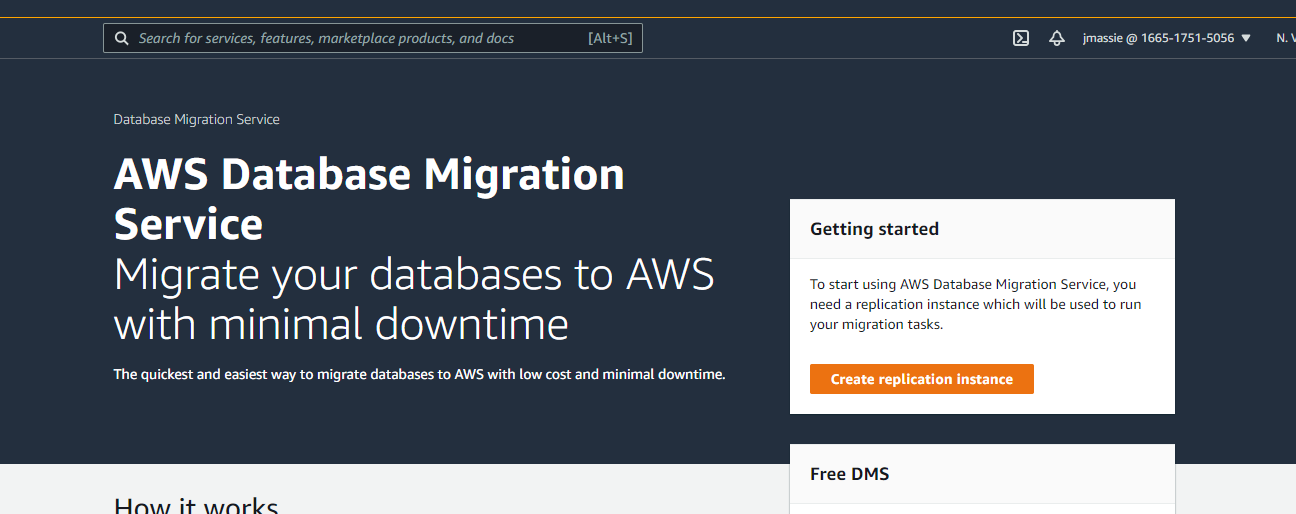 Search for services, features, marketplace products, and docs [Alt+S]
jmassie @ 1665-1751-5056
Database Migration Service
AWS Database Migration
Service
Migrate your databases to AWS
with minimal downtime
The quickest and easiest way to migrate databases to AWS with low cost and minimal downtime.
Getting started
To start using AWS Database Migration Service, you
need a replication instance which will be used to run
your migration tasks.
Create replication instance
Free DMS
How it works